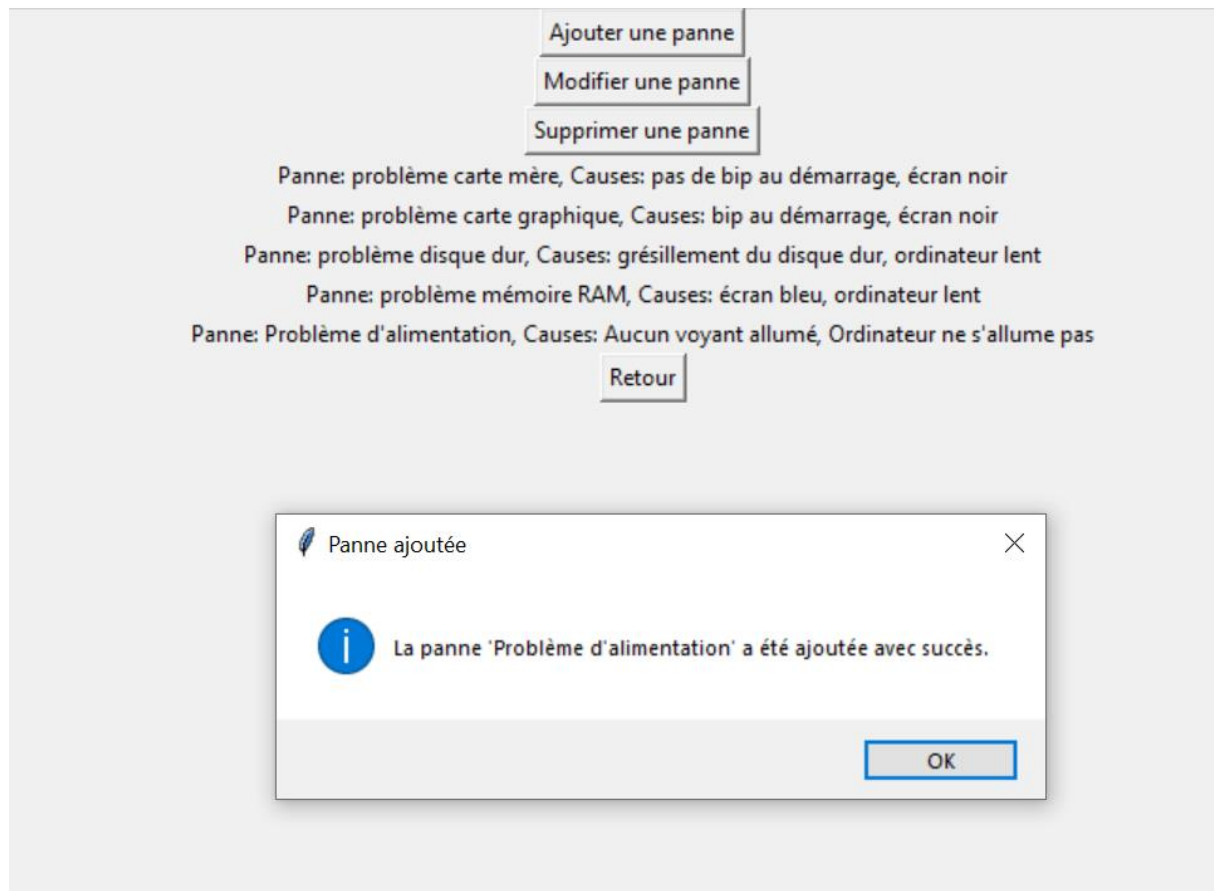 Ajouter une panne
Modifier une panne
Supprimer une panne
Panne: problème carte mère, Causes: pas de bip au démarrage, écran noir
Panne: problème carte graphique, Causes: bip au démarrage, écran noir
Panne: problème disque dur, Causes: grésillement du disque dur, ordinateur lent
Panne: problème mémoire RAM, Causes: écran bleu, ordinateur lent
Panne: Problème d'alimentation, Causes: Aucun voyant allumé, Ordinateur ne s'allume pas
Retour
Panne ajoutée
La panne 'Problème d'alimentation' a été ajoutée avec succès.
OK